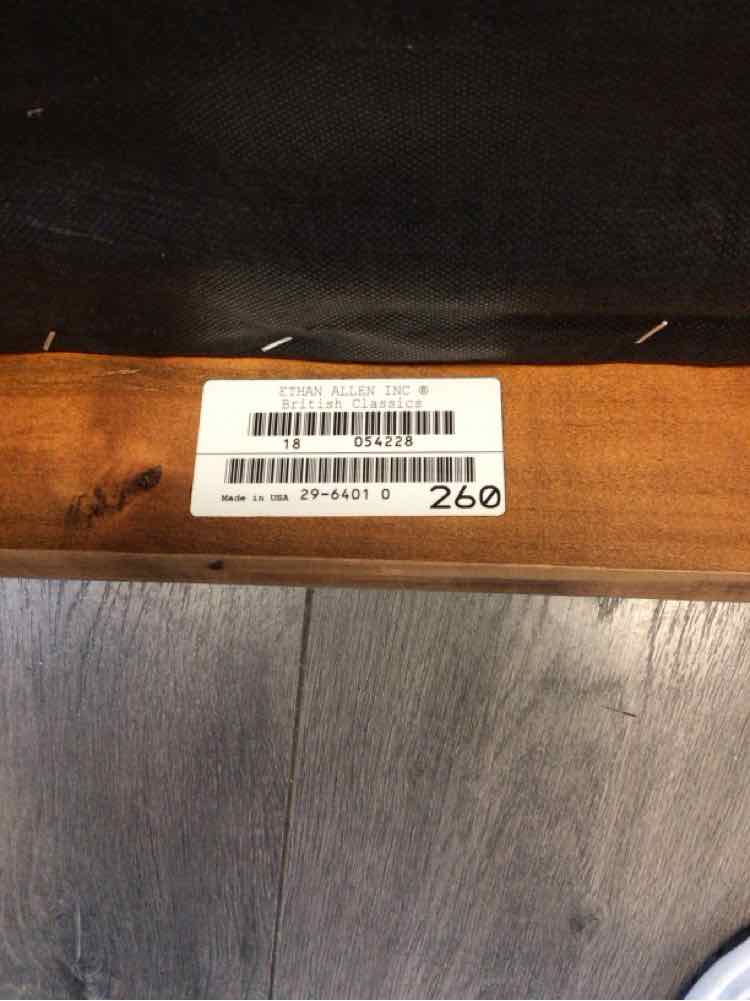 ETHAN ALLEN INC ®
British Classics
18 054228
Made in USA 29-6401 0 260